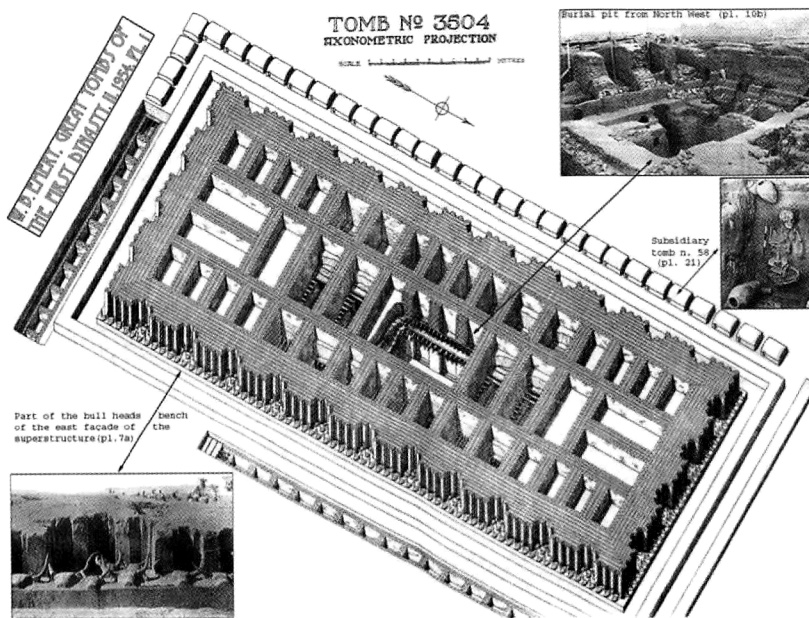 TOMB Nº 3504
AXONOMETRIC PROJECTION
SCALE METRES
W. B. EMERY, GREAT TOMBS OF
THE FIRST DYNASTY. II. 1954, PL. I
Burial pit from North West (pl. 10b)
Subsidiary
tomb n. 58
(pl. 21)
Part of the bull heads bench
of the east façade of the
superstructure(pl.7a)